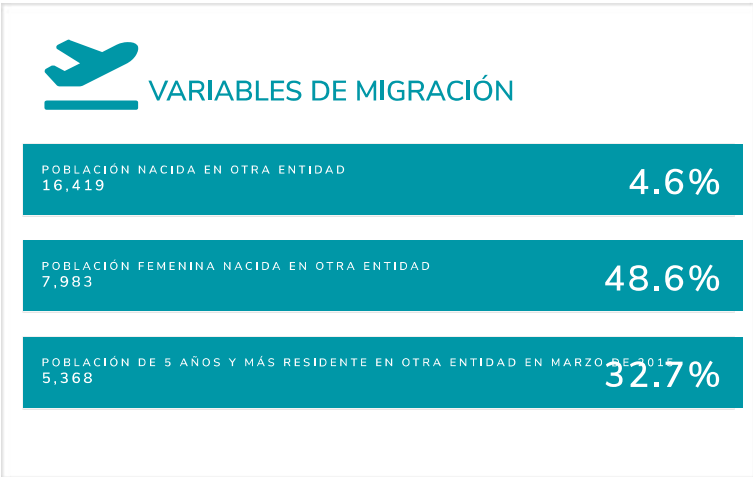 VARIABLES DE MIGRACIÓN
POBLACIÓN NACIDA EN OTRA ENTIDAD
16,419
4.6%
POBLACIÓN FEMENINA NACIDA EN OTRA ENTIDAD
7,983
48.6%
POBLACIÓN DE 5 AÑOS Y MÁS RESIDENTE EN OTRA ENTIDAD EN MARZO DE 2015
5,368
32.7%